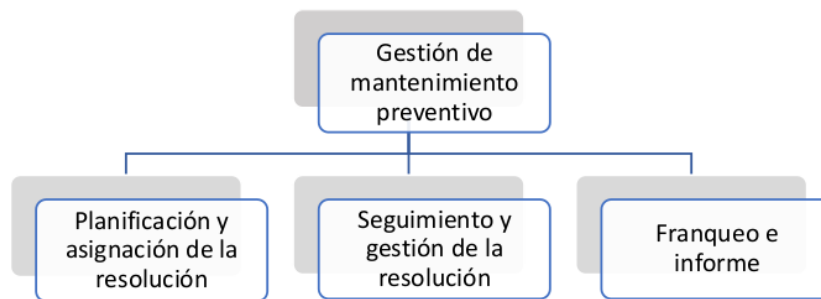 Gestión de
mantenimiento
preventivo
Planificación y
asignación de la
resolución
Seguimiento y
gestión de la
resolución
Franqueo e
informe